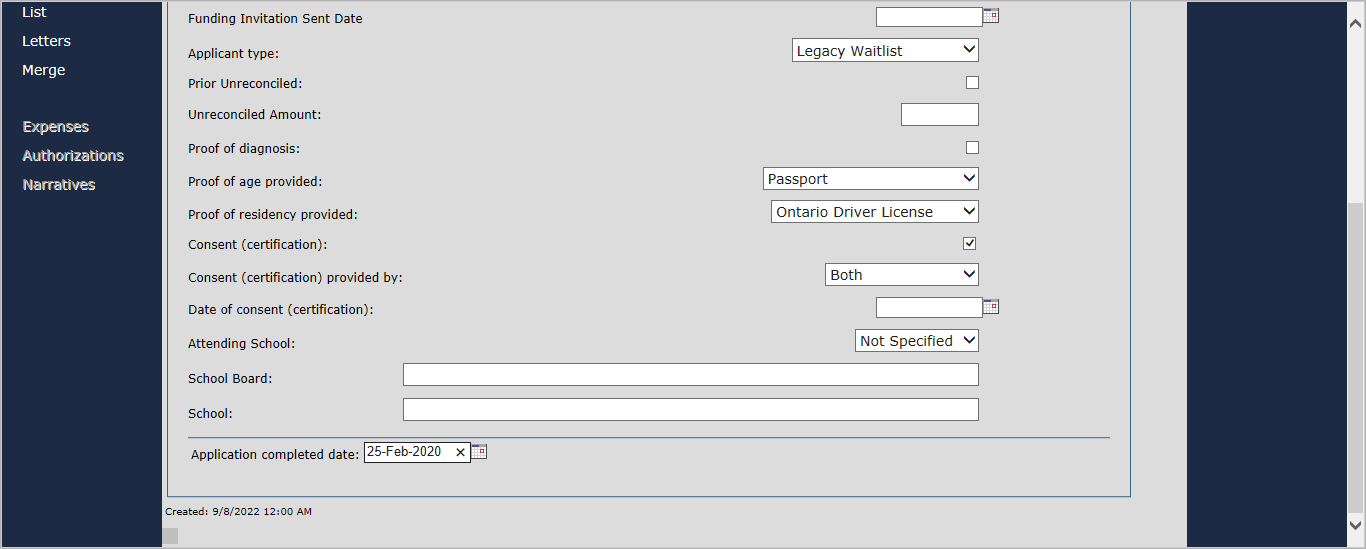 List
Letters
Merge
Expenses
Authorizations
Narratives
Funding Invitation Sent Date
Applicant type: Legacy Waitlist
Prior Unreconciled:
Unreconciled Amount:
Proof of diagnosis:
Proof of age provided: Passport
Proof of residency provided: Ontario Driver License
Consent (certification):
Consent (certification) provided by: Both
Date of consent (certification):
Attending School: Not Specified
School Board:
School:
Application completed date: 25-Feb-2020
Created: 9/8/2022 12:00 AM